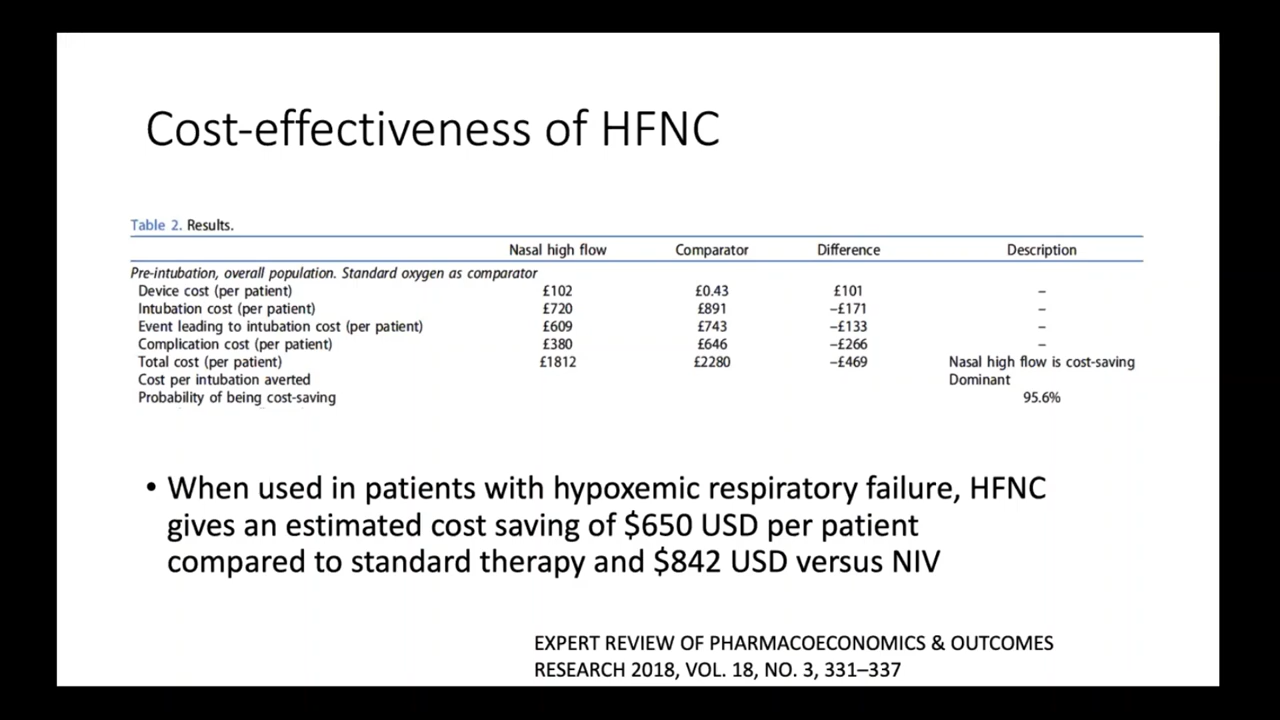 Cost-effectiveness of HFNC
Table 2. Results.
Nasal high flow Comparator Difference Description
Pre-intubation, overall population. Standard oxygen as comparator
Device cost (per patient) £102 £0.43 £101 –
Intubation cost (per patient) £720 £891 –£171 –
Event leading to intubation cost (per patient) £609 £743 –£133 –
Complication cost (per patient) £380 £646 –£266 –
Total cost (per patient) £1812 £2280 –£469 Nasal high flow is cost-saving
Cost per intubation averted Dominant
Probability of being cost-saving 95.6%
• When used in patients with hypoxemic respiratory failure, HFNC
gives an estimated cost saving of $650 USD per patient
compared to standard therapy and $842 USD versus NIV
EXPERT REVIEW OF PHARMACOECONOMICS & OUTCOMES
RESEARCH 2018, VOL. 18, NO. 3, 331–337